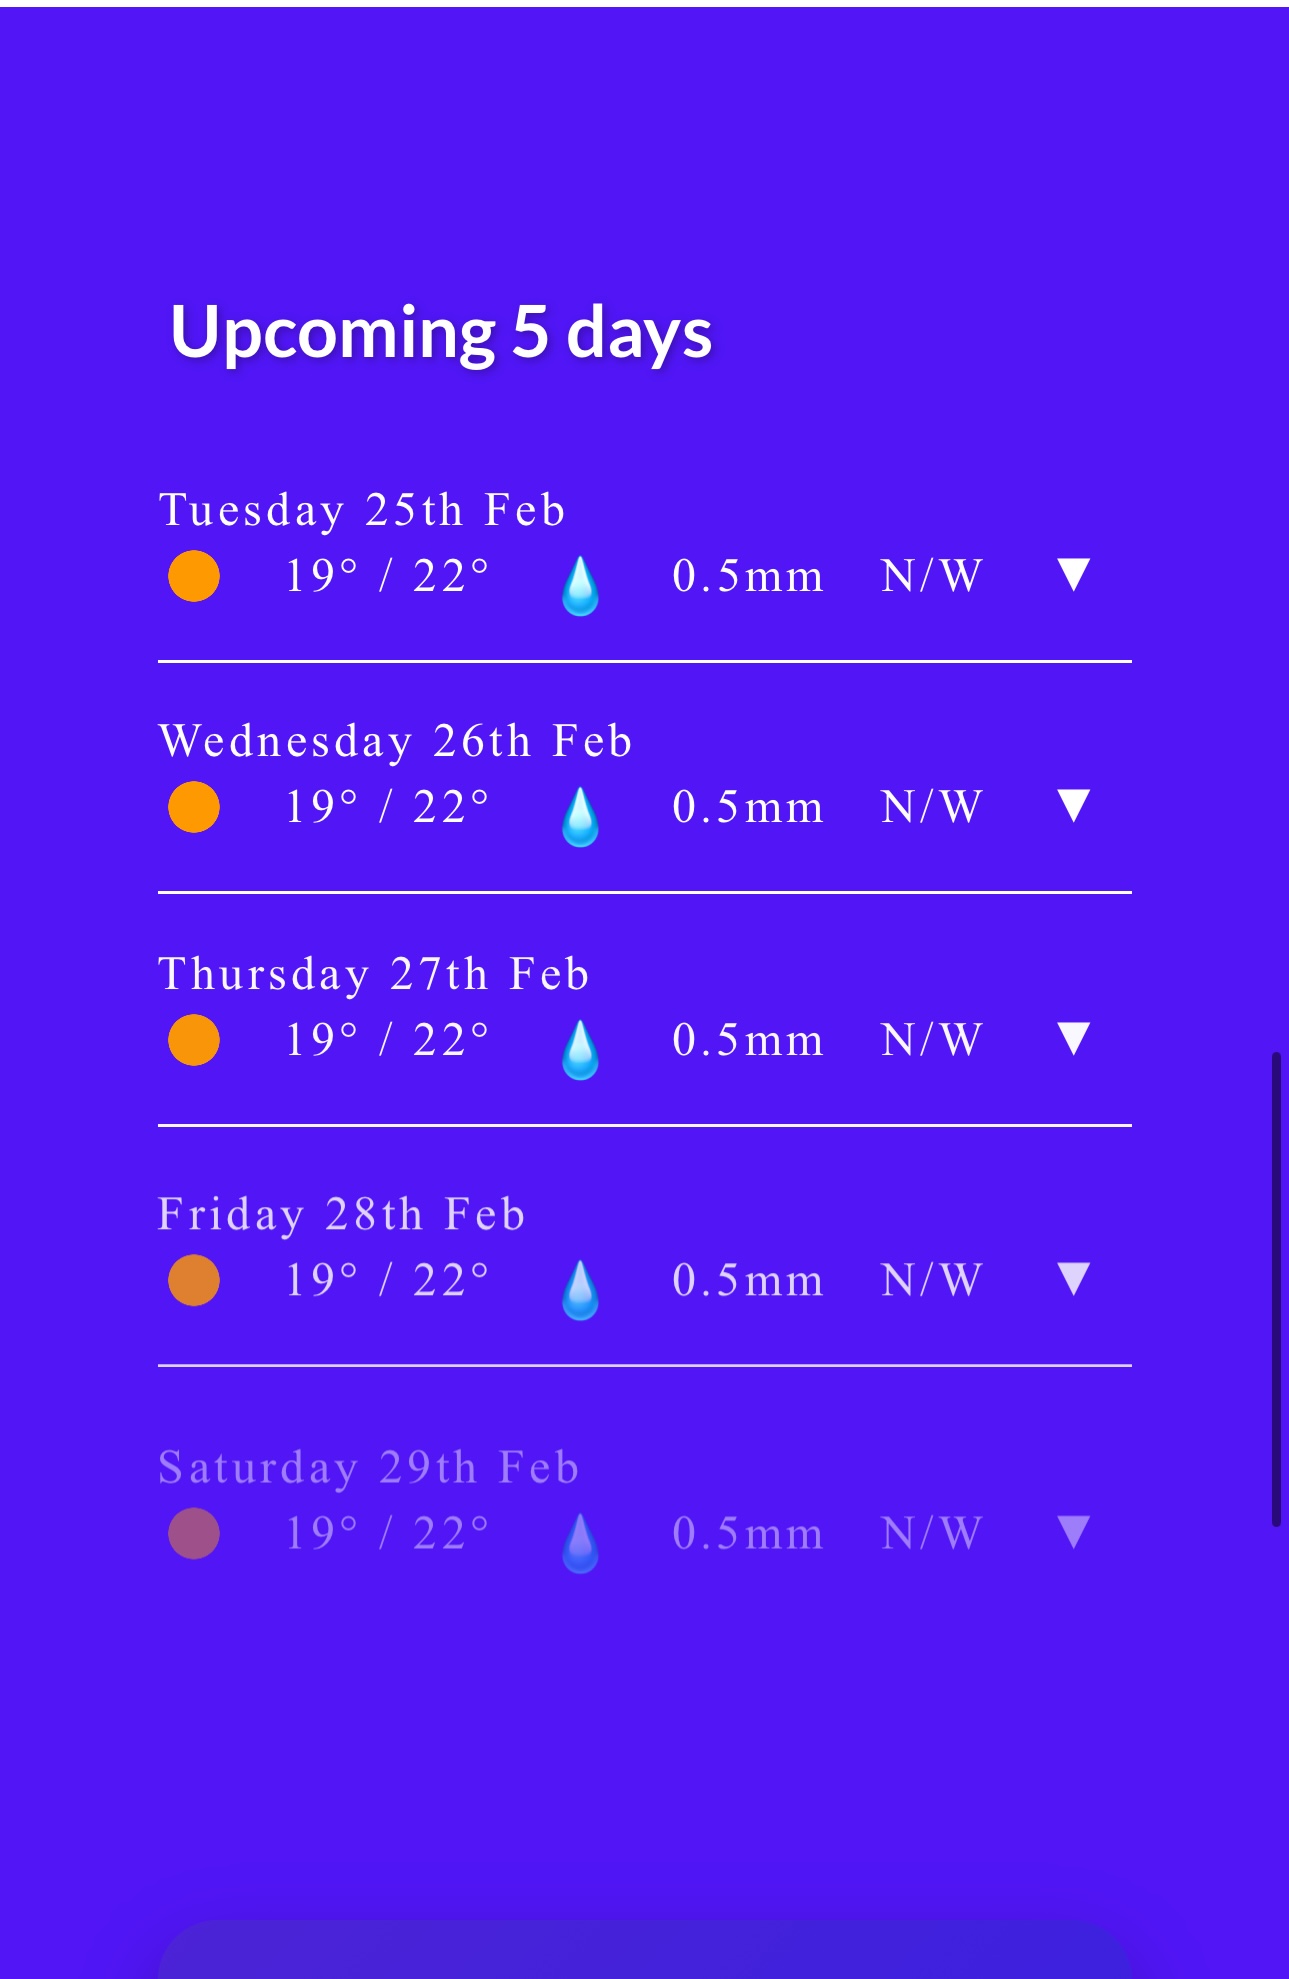 Upcoming 5 days
Tuesday 25th Feb
19° / 22° 0.5mm N/W
Wednesday 26th Feb
19° / 22° 0.5mm N/W
Thursday 27th Feb
19° / 22° 0.5mm N/W
Friday 28th Feb
19° / 22° 0.5mm N/W
Saturday 29th Feb
19° / 22° 0.5mm N/W